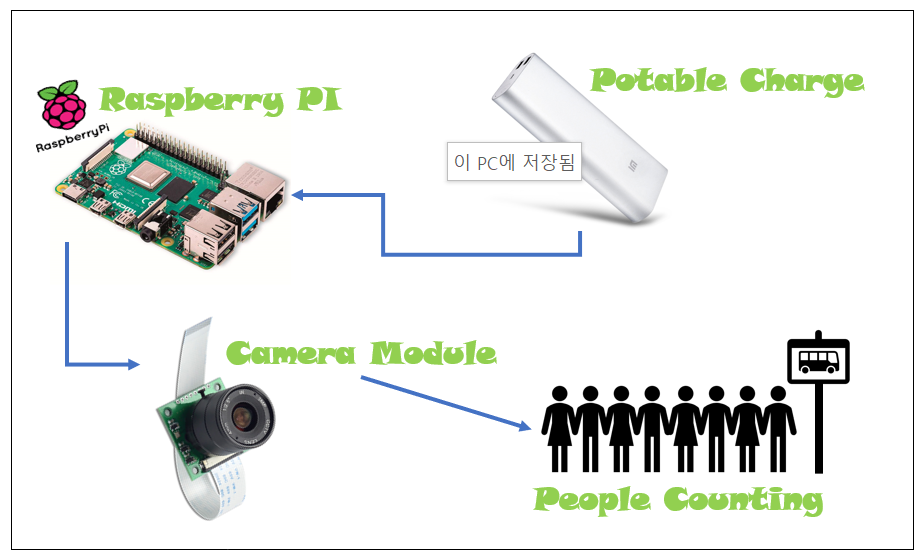 Raspberry PI
RaspberryPi
Potable Charge
이 PC에 저장됨
Camera Module
People Counting